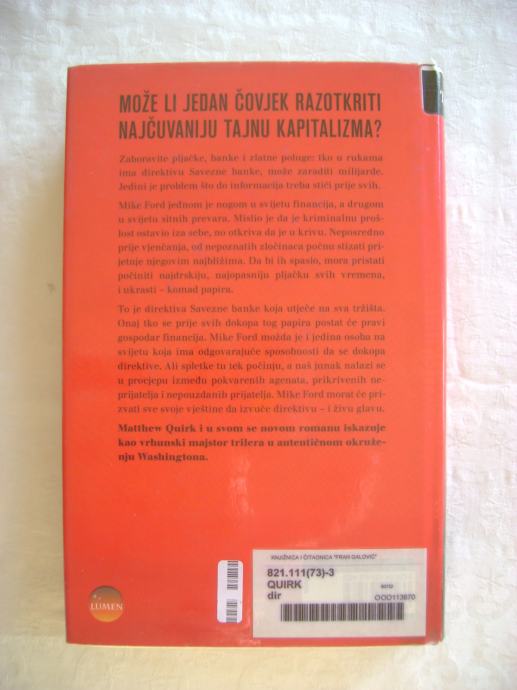 MOŽE LI JEDAN ČOVJEK RAZOTKRITI
NAJČUVANIJU TAJNU KAPITALIZMA?
Zaboravite pljačke, banke i zlatne poluge: tko u rukama
ima direktivu Savezne banke, može zaraditi milijarde.
Jedini je problem što do informacija treba stići prije svih.
Mike Ford jednom je nogom u svijetu financija, a drugom
u svijetu sitnih prevara. Mislio je da je kriminalnu proš-
lost ostavio iza sebe, no otkriva da je u krivu. Neposredno
prije vjenčanja, od nepoznatih zločinaca počnu stizati pri-
jetnje njegovim najbližima. Da bi ih spasio, mora pristati
počiniti najdrskiju, najopasniju pljačku svih vremena,
i ukrasti – komad papira.
To je direktiva Savezne banke koja utječe na sva tržišta.
Onaj tko se prije svih dokopa tog papira postat će pravi
gospodar financija. Mike Ford možda je i jedina osoba na
svijetu koja ima odgovarajuće sposobnosti da se dokopa
direktive. Ali spletke tu tek počinju, a naš junak nalazi se
u procjepu između pokvarenih agenata, prikrivenih ne-
prijatelja i nepouzdanih prijatelja. Mike Ford morat će pri-
zvati sve svoje vještine da izvuče direktivu – i živu glavu.
Matthew Quirk i u svom se novom romanu iskazuje
kao vrhunski majstor trilera u autentičnom okruže-
nju Washingtona.
KNJIŽNICA I ČITAONICA "FRAN GALOVIĆ"
821.111(73)-3
QUIRK
dir
OOD113670
LUMEN